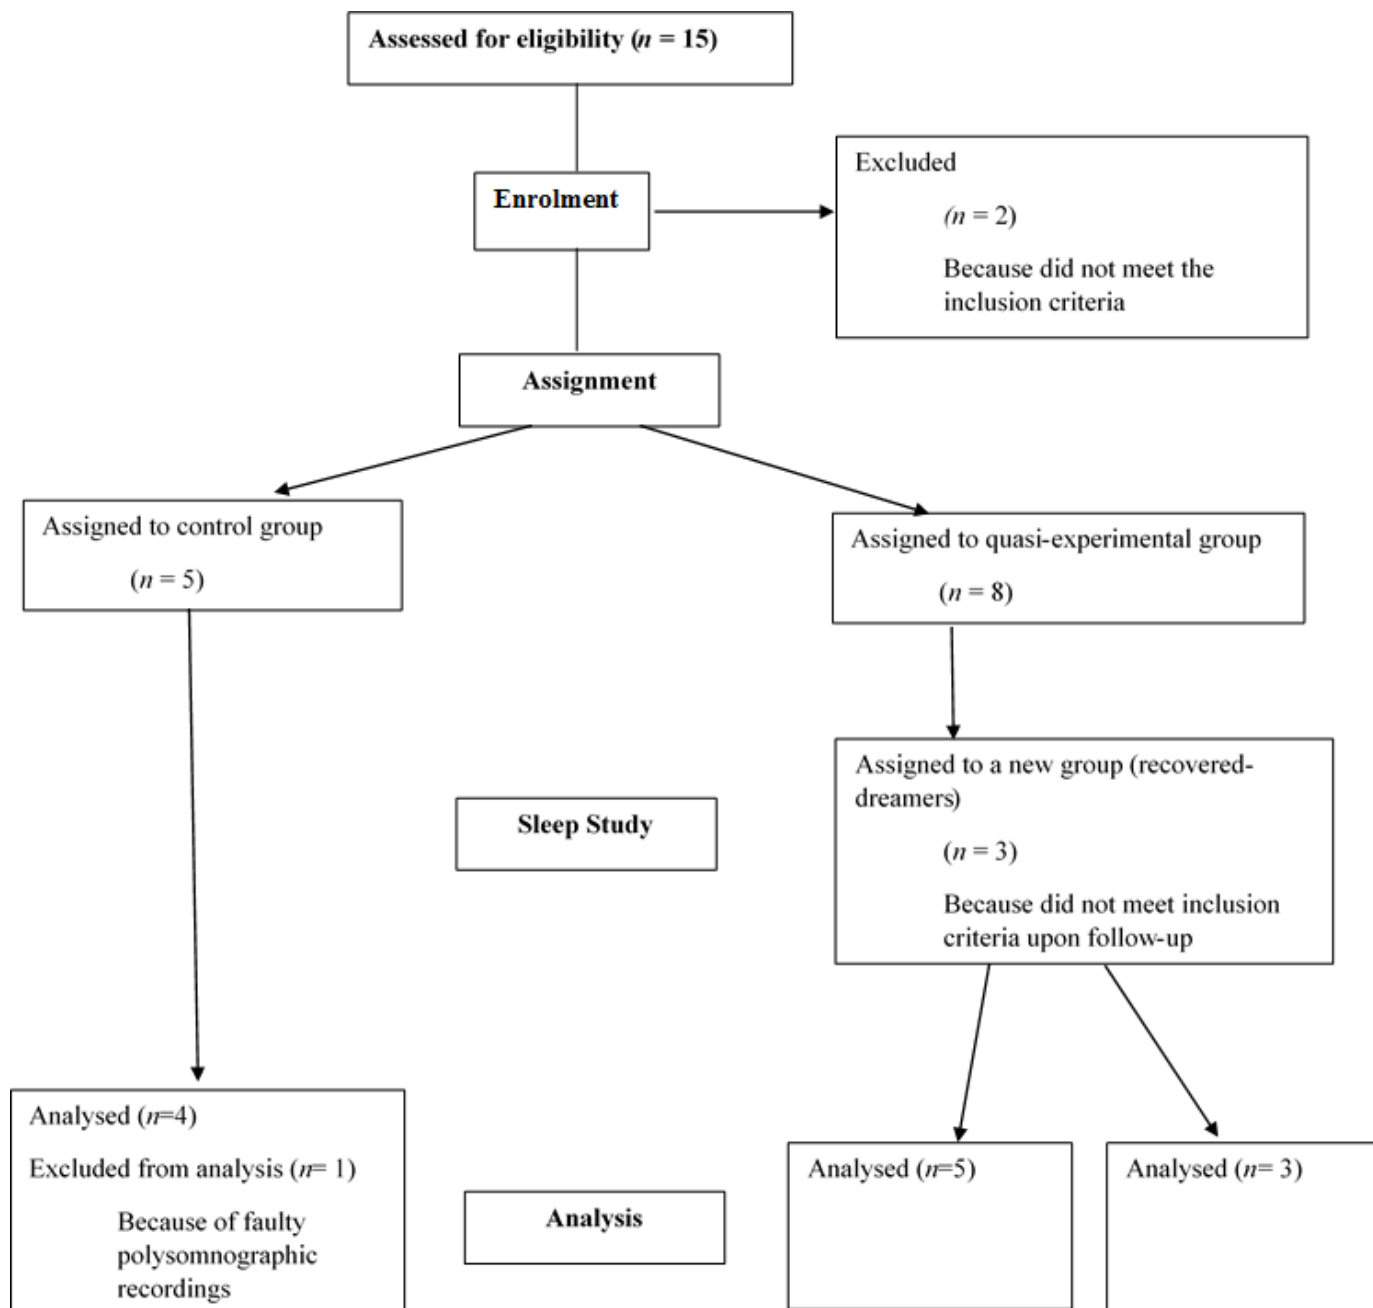 Assessed for eligibility (n = 15)
Enrolment
Excluded
(n = 2)
Because did not meet the
inclusion criteria
Assignment
Assigned to control group
(n = 5)
Assigned to quasi-experimental group
(n = 8)
Assigned to a new group (recovered-
dreamers)
(n = 3)
Because did not meet inclusion
criteria upon follow-up
Sleep Study
Analysed (n=4)
Excluded from analysis (n= 1)
Because of faulty
polysomnographic
recordings
Analysis
Analysed (n=5)
Analysed (n= 3)